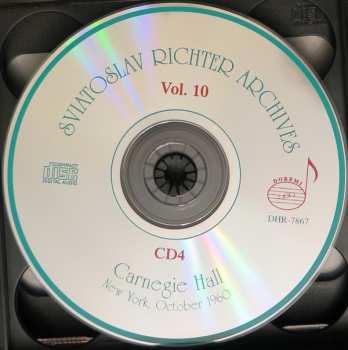 SVIATOSLAV RICHTER ARCHIVES
Vol. 10
COMPACT
disc
DIGITAL AUDIO
DOREMI
DHR-7867
CD4
Carnegie Hall
New York, October 1960